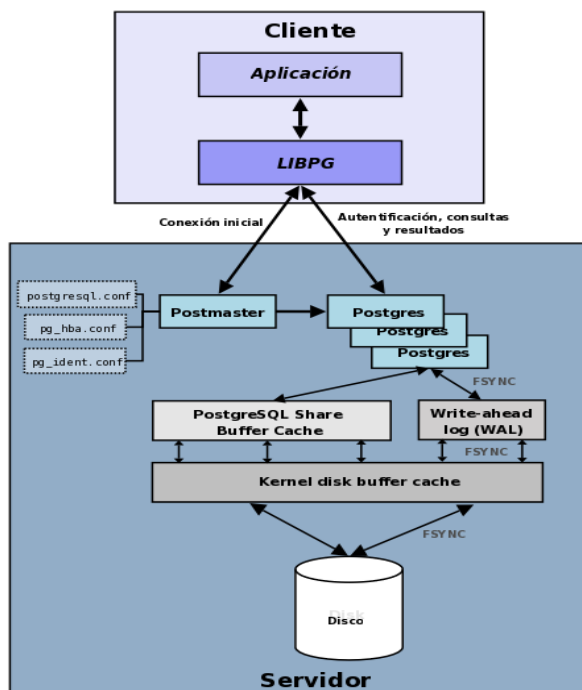 Cliente
Aplicación
LIBPG
Conexión inicial
Autentificación, consultas
y resultados
postgresql.conf
pg_hba.conf
pg_ident.conf
Postmaster
Postgres
Postgres
Postgres
FSYNC
PostgreSQL Share
Buffer Cache
Write-ahead
log (WAL)
FSYNC
Kernel disk buffer cache
FSYNC
Disk
Disco
Servidor